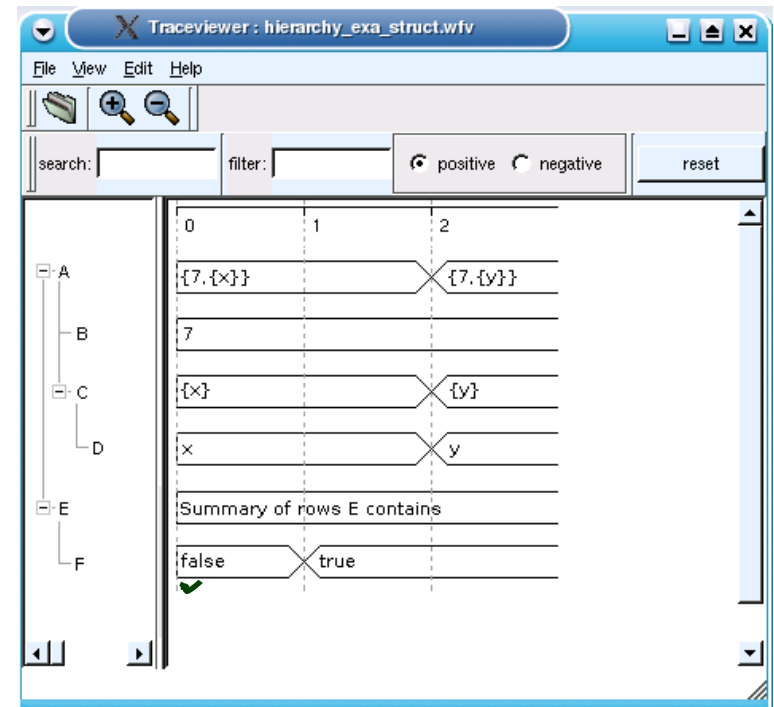 Traceviewer : hierarchy_exa_struct.wfv
File View Edit Help
search: filter: positive negative reset
0 1 2
A {7.{x}} {7.{y}}
B 7
C {x} {y}
D x y
E Summary of rows E contains
F false true